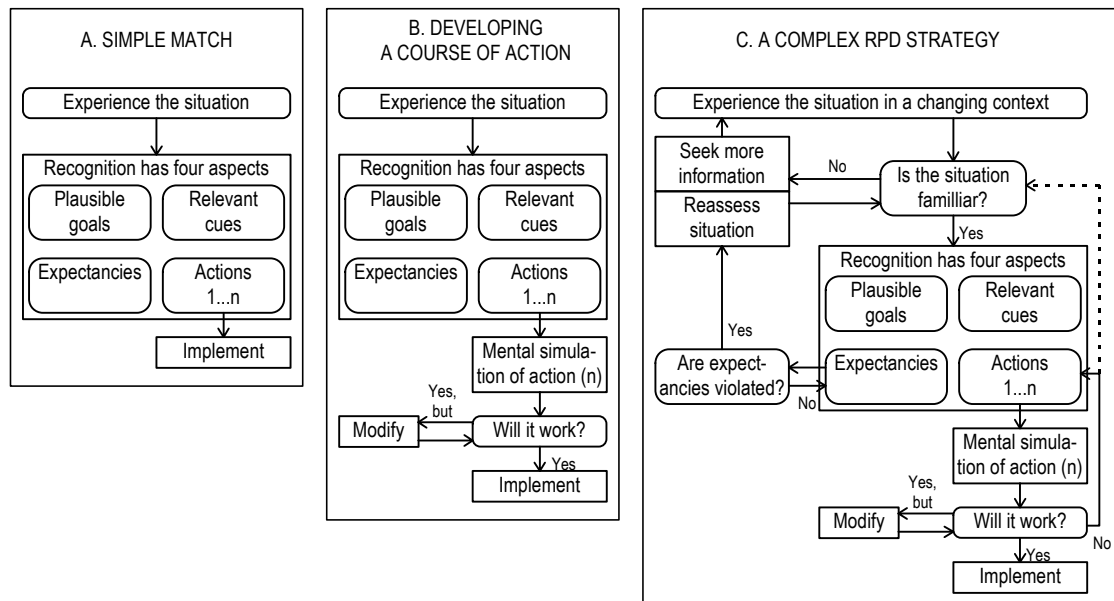 A. SIMPLE MATCH
Experience the situation
Recognition has four aspects
Plausible
goals
Relevant
cues
Expectancies
Actions
1...n
Implement
B. DEVELOPING
A COURSE OF ACTION
Experience the situation
Recognition has four aspects
Plausible
goals
Relevant
cues
Expectancies
Actions
1...n
Mental simula-
tion of action (n)
Yes,
but
Modify
Will it work?
Yes
Implement
C. A COMPLEX RPD STRATEGY
Experience the situation in a changing context
Seek more
information
No
Is the situation
familliar?
Reassess
situation
Yes
Recognition has four aspects
Plausible
goals
Relevant
cues
Yes
Are expect-
ancies violated?
No
Expectancies
Actions
1...n
Mental simula-
tion of action (n)
Yes,
but
Modify
Will it work?
No
Yes
Implement